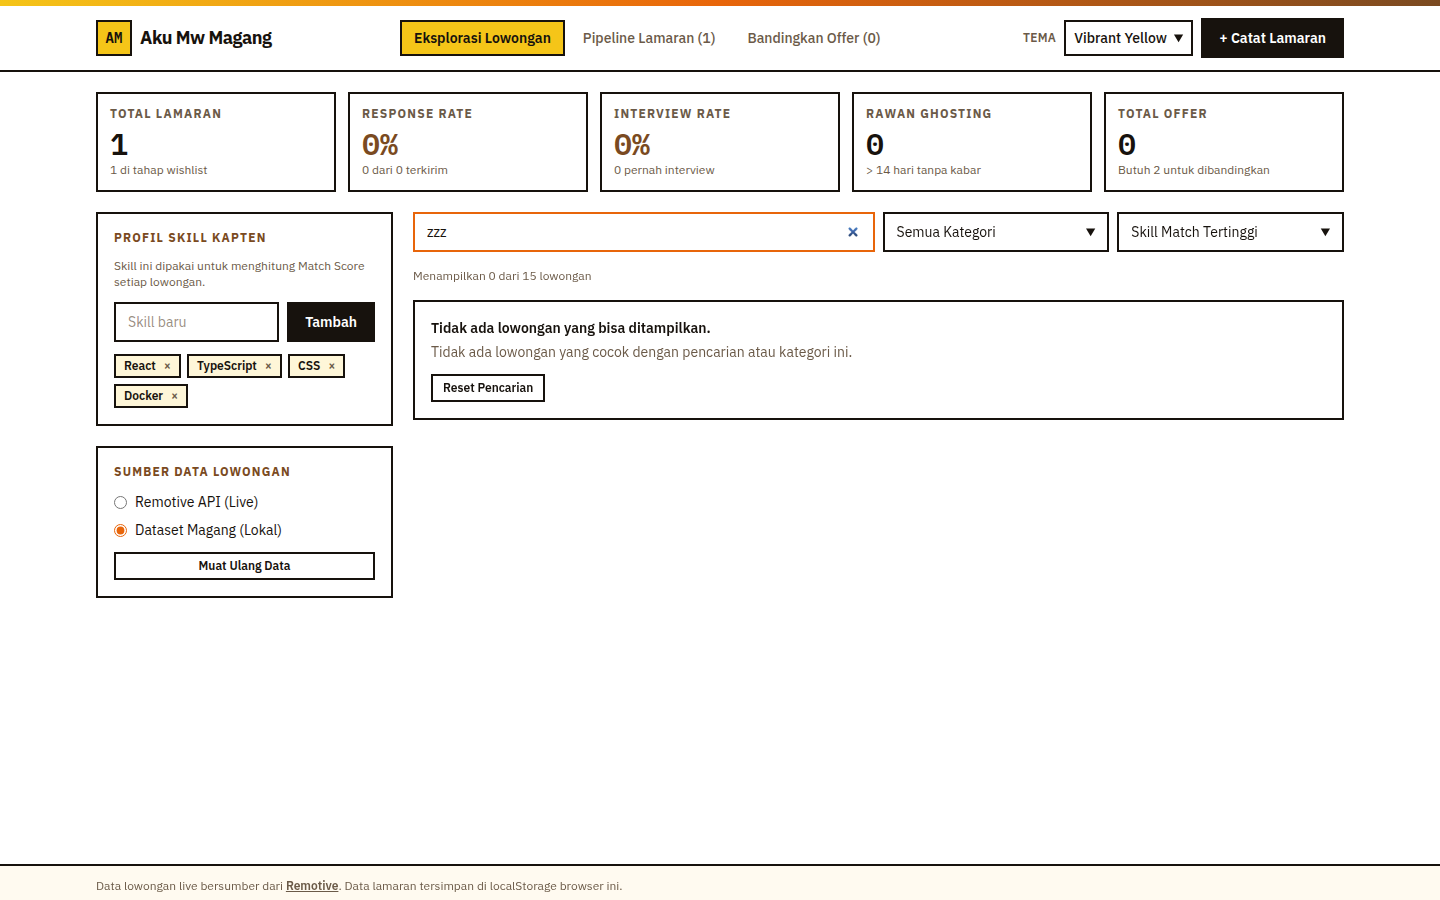 AM Aku Mw Magang
Eksplorasi Lowongan
Pipeline Lamaran (1)
Bandingkan Offer (0)
TEMA
Vibrant Yellow ▼
+ Catat Lamaran
TOTAL LAMARAN
1
1 di tahap wishlist
RESPONSE RATE
0%
0 dari 0 terkirim
INTERVIEW RATE
0%
0 pernah interview
RAWAN GHOSTING
0
> 14 hari tanpa kabar
TOTAL OFFER
0
Butuh 2 untuk dibandingkan
PROFIL SKILL KAPTEN
Skill ini dipakai untuk menghitung Match Score
setiap lowongan.
Skill baru
Tambah
React ×
TypeScript ×
CSS ×
Docker ×
SUMBER DATA LOWONGAN
Remotive API (Live)
Dataset Magang (Lokal)
Muat Ulang Data
zzz ×
Semua Kategori ▼
Skill Match Tertinggi ▼
Menampilkan 0 dari 15 lowongan
Tidak ada lowongan yang bisa ditampilkan.
Tidak ada lowongan yang cocok dengan pencarian atau kategori ini.
Reset Pencarian
Data lowongan live bersumber dari Remotive. Data lamaran tersimpan di localStorage browser ini.